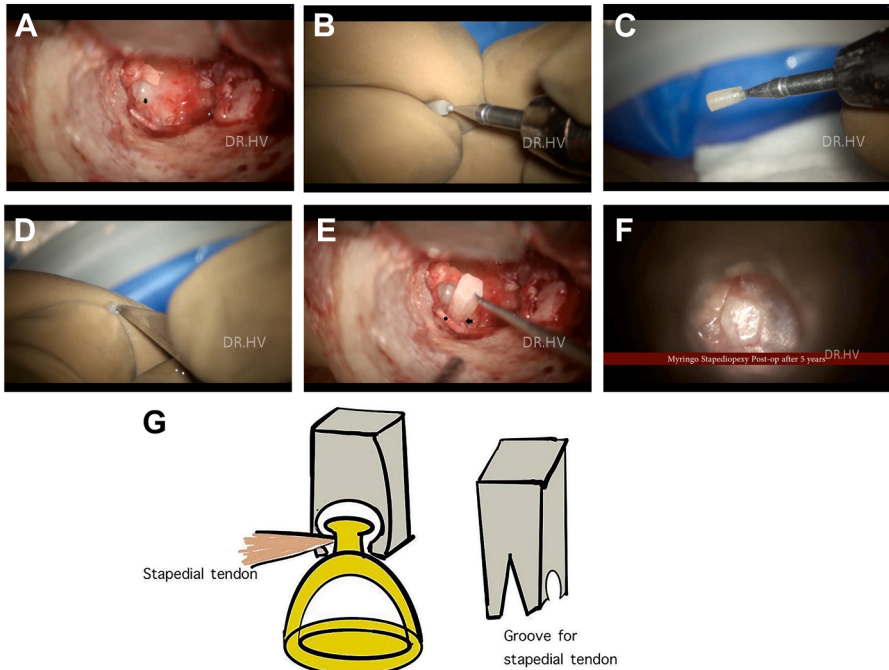 A
DR.HV
B
DR.HV
C
DR.HV
D
DR.HV
E
DR.HV
F
DR.HV
Myringo Stapediopexy Post-op after 5 years
G
Stapedial tendon
Groove for
stapedial tendon